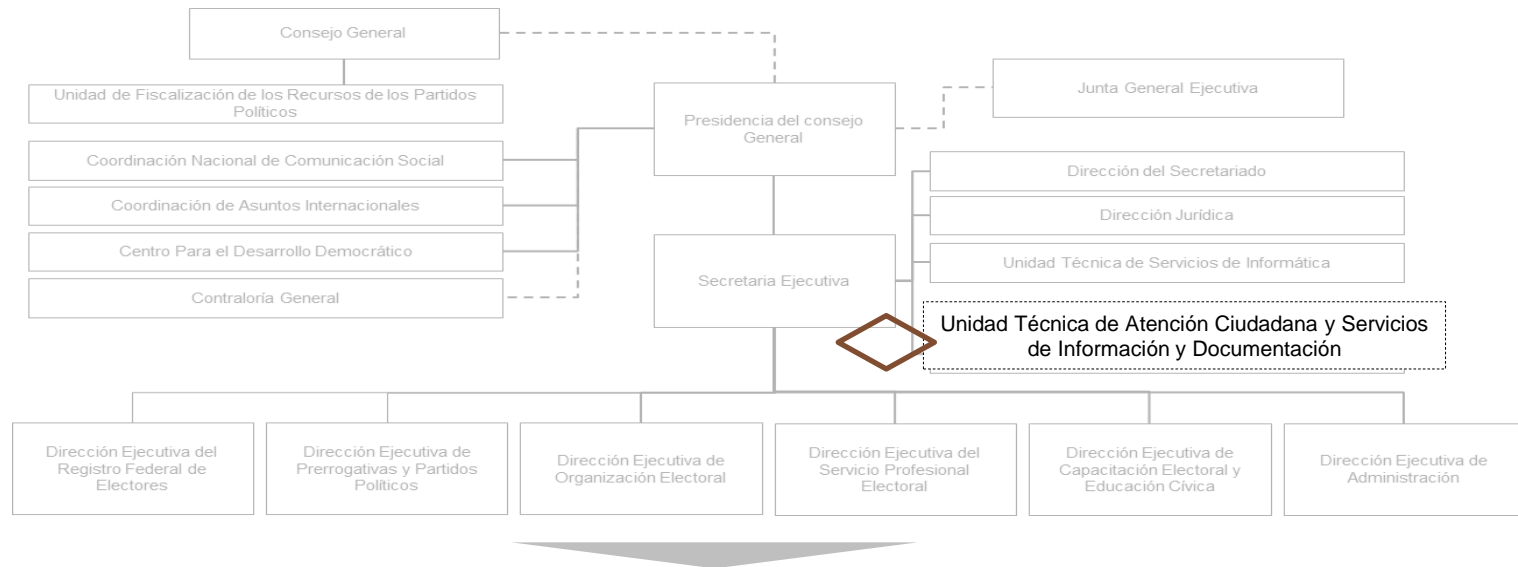 Consejo General
Unidad de Fiscalización de los Recursos de los Partidos
Políticos
Presidencia del consejo
General
Junta General Ejecutiva
Coordinación Nacional de Comunicación Social
Coordinación de Asuntos Internacionales
Centro Para el Desarrollo Democrático
Contraloría General
Secretaria Ejecutiva
Dirección del Secretariado
Dirección Jurídica
Unidad Técnica de Servicios de Informática
Unidad Técnica de Atención Ciudadana y Servicios
de Información y Documentación
Dirección Ejecutiva del
Registro Federal de
Electores
Dirección Ejecutiva de
Prerrogativas y Partidos
Políticos
Dirección Ejecutiva de
Organización Electoral
Dirección Ejecutiva del
Servicio Profesional
Electoral
Dirección Ejecutiva de
Capacitación Electoral y
Educación Cívica
Dirección Ejecutiva de
Administración